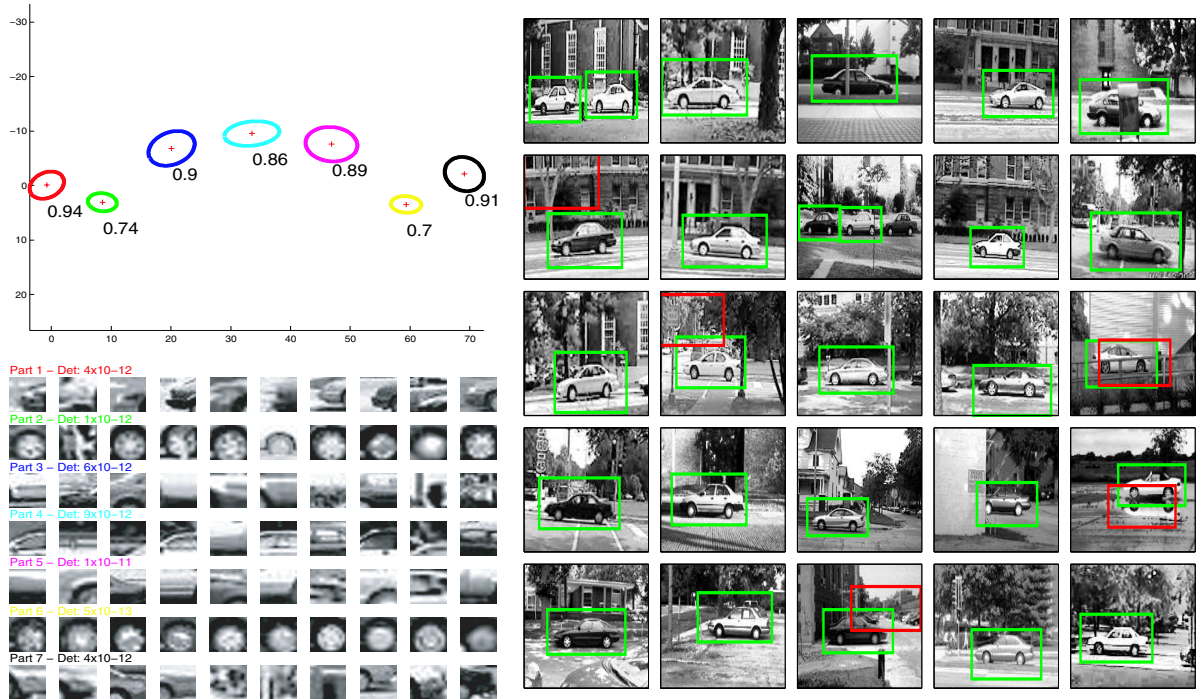 −30
−20
−10
0
10
20
0.94
0.74
0.9
0.86
0.89
0.7
0.91
0 10 20 30 40 50 60 70
Part 1 − Det: 4x10−12
Part 2 − Det: 1x10−12
Part 3 − Det: 6x10−12
Part 4 − Det: 9x10−12
Part 5 − Det: 1x10−11
Part 6 − Det: 5x10−13
Part 7 − Det: 4x10−12